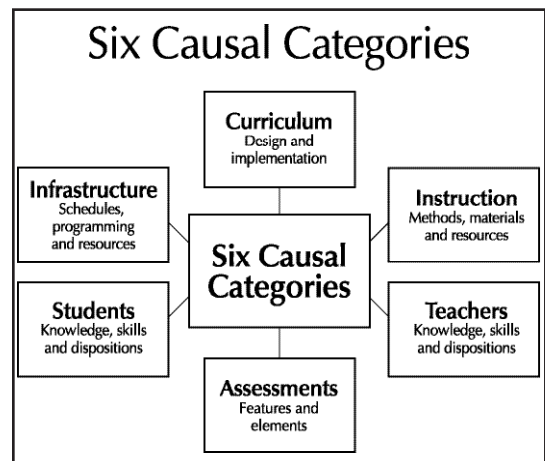 Six Causal Categories
Curriculum
Design and
implementation
Infrastructure
Schedules,
programming
and resources
Instruction
Methods, materials
and resources
Six Causal
Categories
Students
Knowledge, skills
and dispositions
Teachers
Knowledge, skills
and dispositions
Assessments
Features and
elements